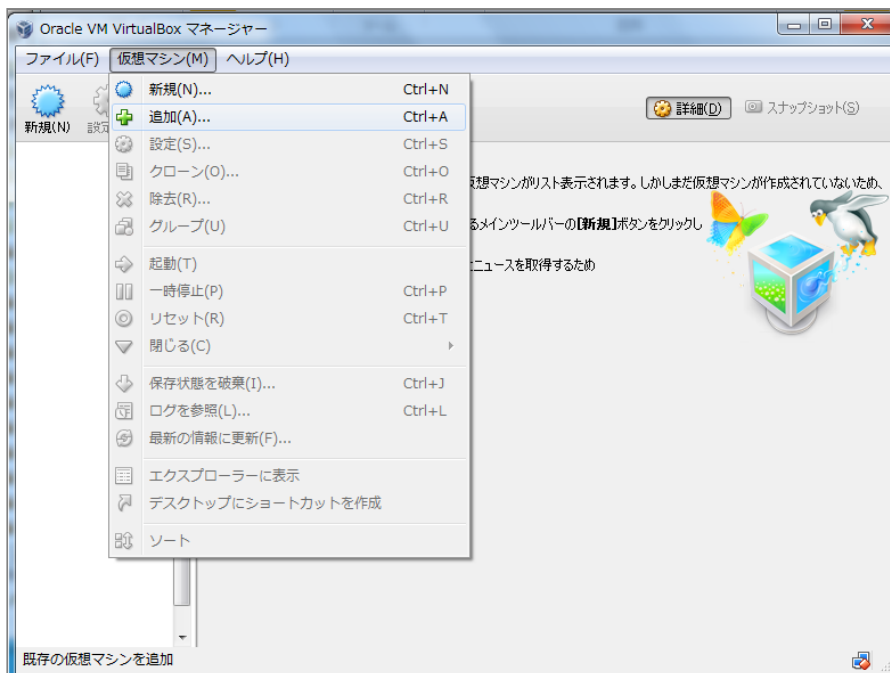 Oracle VM VirtualBox マネージャー
ファイル(F) 仮想マシン(M) ヘルプ(H)
新規(N)
設定
詳細(D) スナップショット(S)
新規(N)... Ctrl+N
追加(A)... Ctrl+A
設定(S)... Ctrl+S
クローン(O)... Ctrl+O
除去(R)... Ctrl+R
グループ(U) Ctrl+U
起動(T)
一時停止(P) Ctrl+P
リセット(R) Ctrl+T
閉じる(C)
保存状態を破棄(I)... Ctrl+J
ログを参照(L)... Ctrl+L
最新の情報に更新(F)...
エクスプローラーに表示
デスクトップにショートカットを作成
ソート
想マシンがリスト表示されます。しかしまだ仮想マシンが作成されていないため、
るメインツールバーの[新規]ボタンをクリックし
ニュースを取得するため
既存の仮想マシンを追加